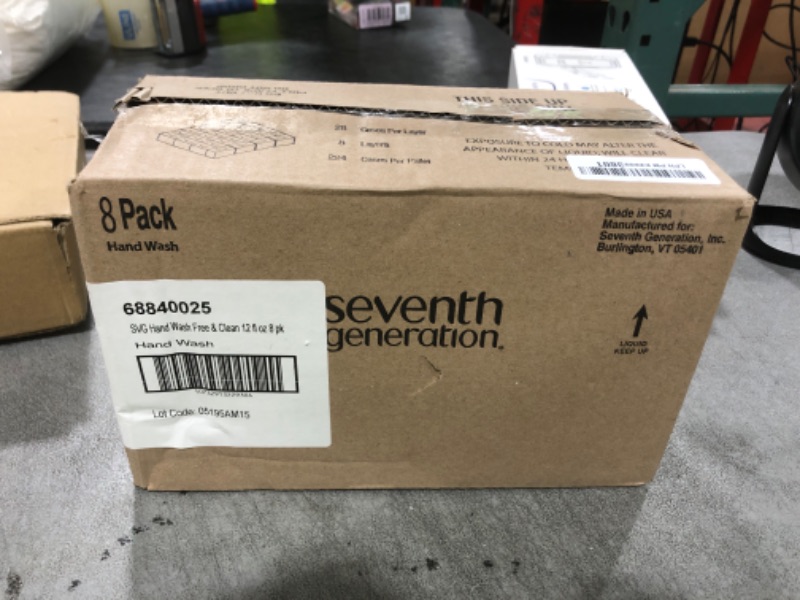 THIS SIDE UP
28 Cases Per Layer
8 Layers
Cases Per Pallet
EXPOSURE TO COLD MAY ALTER THE
APPEARANCE OF LIQUID, WILL CLEAR
WITHIN 24
8 Pack
Hand Wash
Made in USA
Manufactured for:
Seventh Generation, Inc.
Burlington, VT 05401
68840025
SVG Hand Wash Free & Clean 12 fl oz 8 pk
Hand Wash
Lot Code: 05195AM15
seventh
generation.
LIQUID
KEEP UP